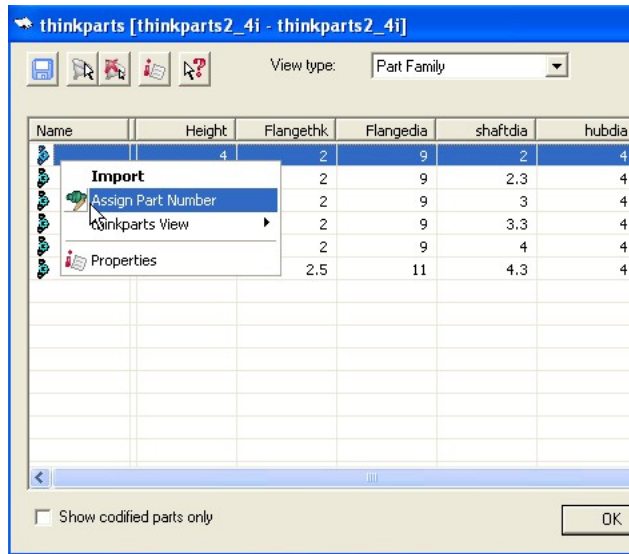 thinkparts [thinkparts2_4i - thinkparts2_4i]
View type: Part Family
Name Height Flangethk Flangedia shaftdia hubdia
4 2 9 2 4
Import 2 9 2.3 4
Assign Part Number 2 9 3 4
thinkparts View 2 9 3.3 4
2 9 4 4
Properties 2.5 11 4.3 4
Show codified parts only OK